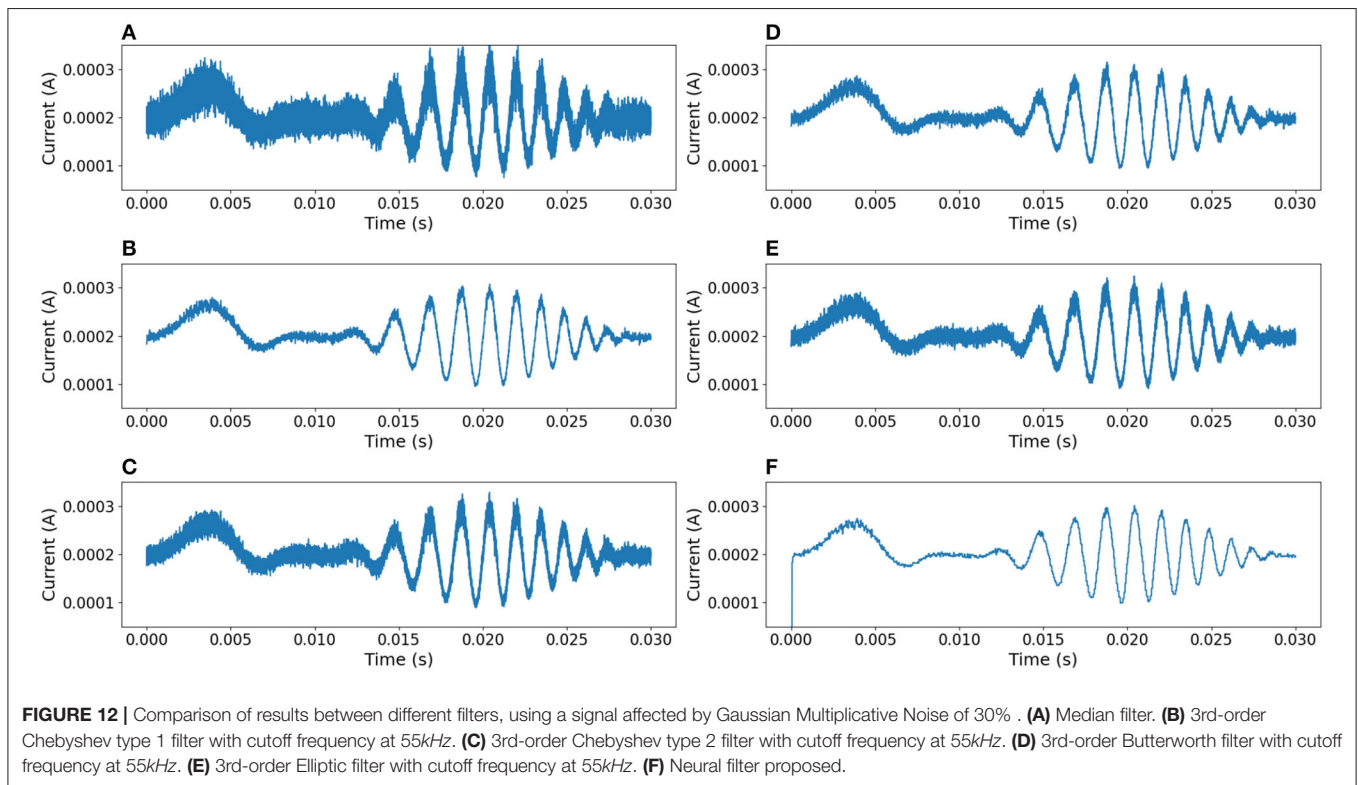 A
Current (A)
0.0003
0.0002
0.0001
0.000 0.005 0.010 0.015 0.020 0.025 0.030
Time (s)
B
Current (A)
0.0003
0.0002
0.0001
0.000 0.005 0.010 0.015 0.020 0.025 0.030
Time (s)
C
Current (A)
0.0003
0.0002
0.0001
0.000 0.005 0.010 0.015 0.020 0.025 0.030
Time (s)
D
Current (A)
0.0003
0.0002
0.0001
0.000 0.005 0.010 0.015 0.020 0.025 0.030
Time (s)
E
Current (A)
0.0003
0.0002
0.0001
0.000 0.005 0.010 0.015 0.020 0.025 0.030
Time (s)
F
Current (A)
0.0003
0.0002
0.0001
0.000 0.005 0.010 0.015 0.020 0.025 0.030
Time (s)
FIGURE 12 | Comparison of results between different filters, using a signal affected by Gaussian Multiplicative Noise of 30% . (A) Median filter. (B) 3rd-order
Chebyshev type 1 filter with cutoff frequency at 55kHz. (C) 3rd-order Chebyshev type 2 filter with cutoff frequency at 55kHz. (D) 3rd-order Butterworth filter with cutoff
frequency at 55kHz. (E) 3rd-order Elliptic filter with cutoff frequency at 55kHz. (F) Neural filter proposed.